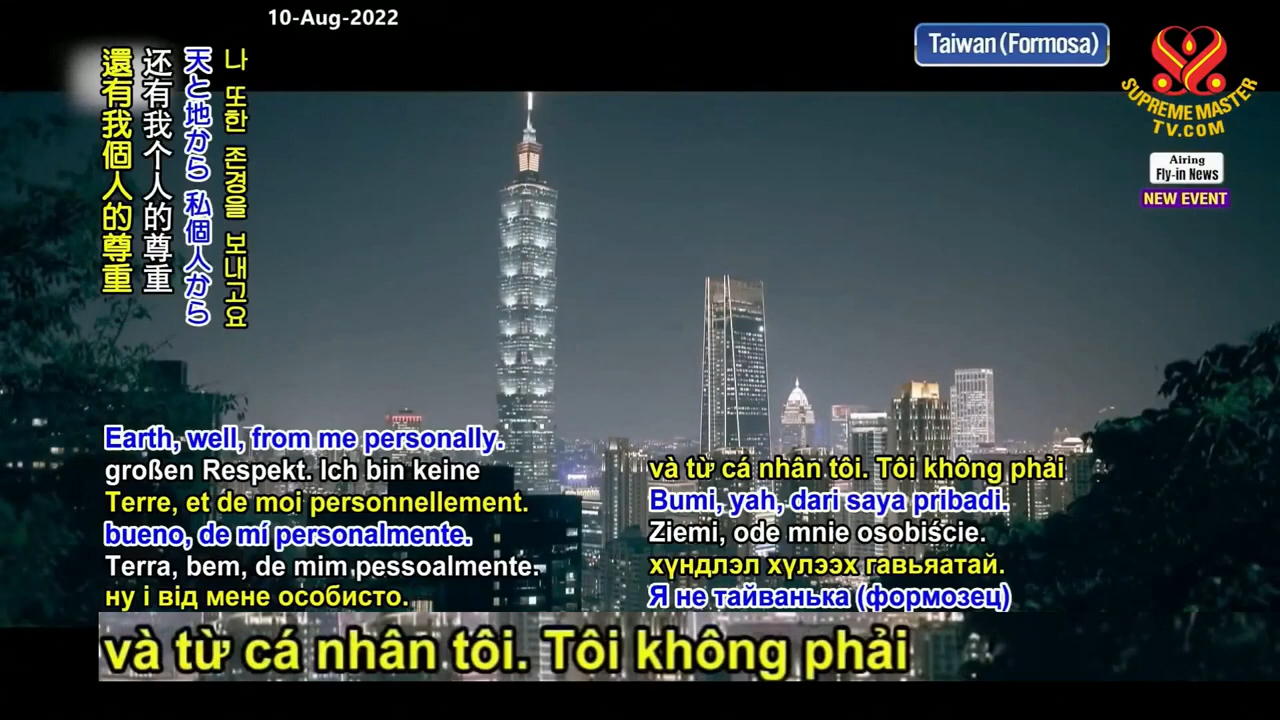 10-Aug-2022
Taiwan (Formosa)
SUPREME MASTER
TV.COM
Airing
Fly-in News
NEW EVENT
나 또한 존경을 보내고요
天と地から 私個人から
还有我个人的尊重
還有我個人的尊重
Earth, well, from me personally.
großen Respekt. Ich bin keine
Terre, et de moi personnellement.
bueno, de mí personalmente.
Terra, bem, de mim pessoalmente.
ну і від мене особисто.
và từ cá nhân tôi. Tôi không phải
Bumi, yah, dari saya pribadi.
Ziemi, ode mnie osobiście.
хүндлэл хүлээх гавьяатай.
Я не тайванька (формозец)
và từ cá nhân tôi. Tôi không phải